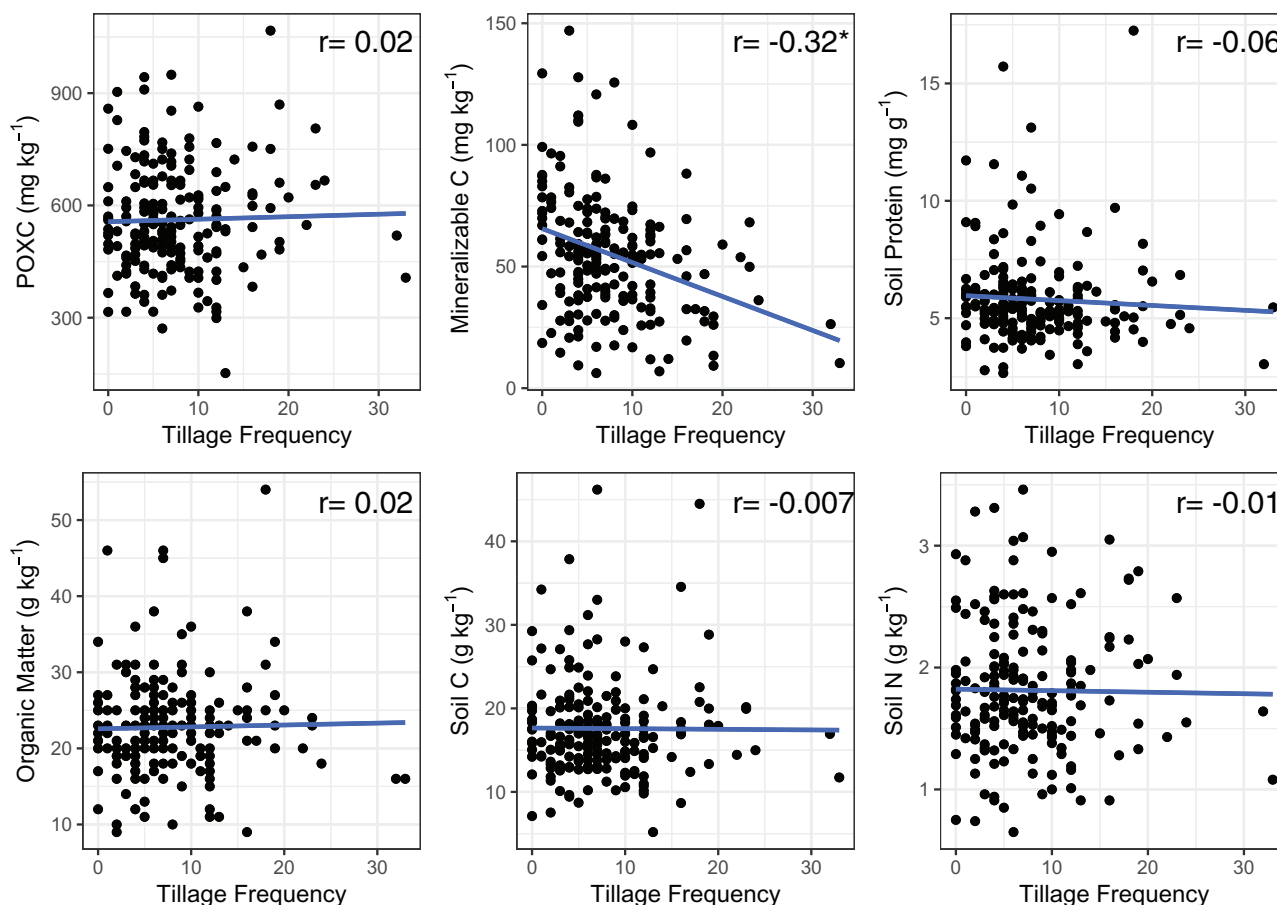 r= 0.02
POXC (mg kg⁻¹)
900
600
300
0 10 20 30
Tillage Frequency
r= -0.32*
Mineralizable C (mg kg⁻¹)
150
100
50
0
0 10 20 30
Tillage Frequency
r= -0.06
Soil Protein (mg g⁻¹)
15
10
5
0 10 20 30
Tillage Frequency
r= 0.02
Organic Matter (g kg⁻¹)
50
40
30
20
10
0 10 20 30
Tillage Frequency
r= -0.007
Soil C (g kg⁻¹)
40
30
20
10
0 10 20 30
Tillage Frequency
r= -0.01
Soil N (g kg⁻¹)
3
2
1
0 10 20 30
Tillage Frequency